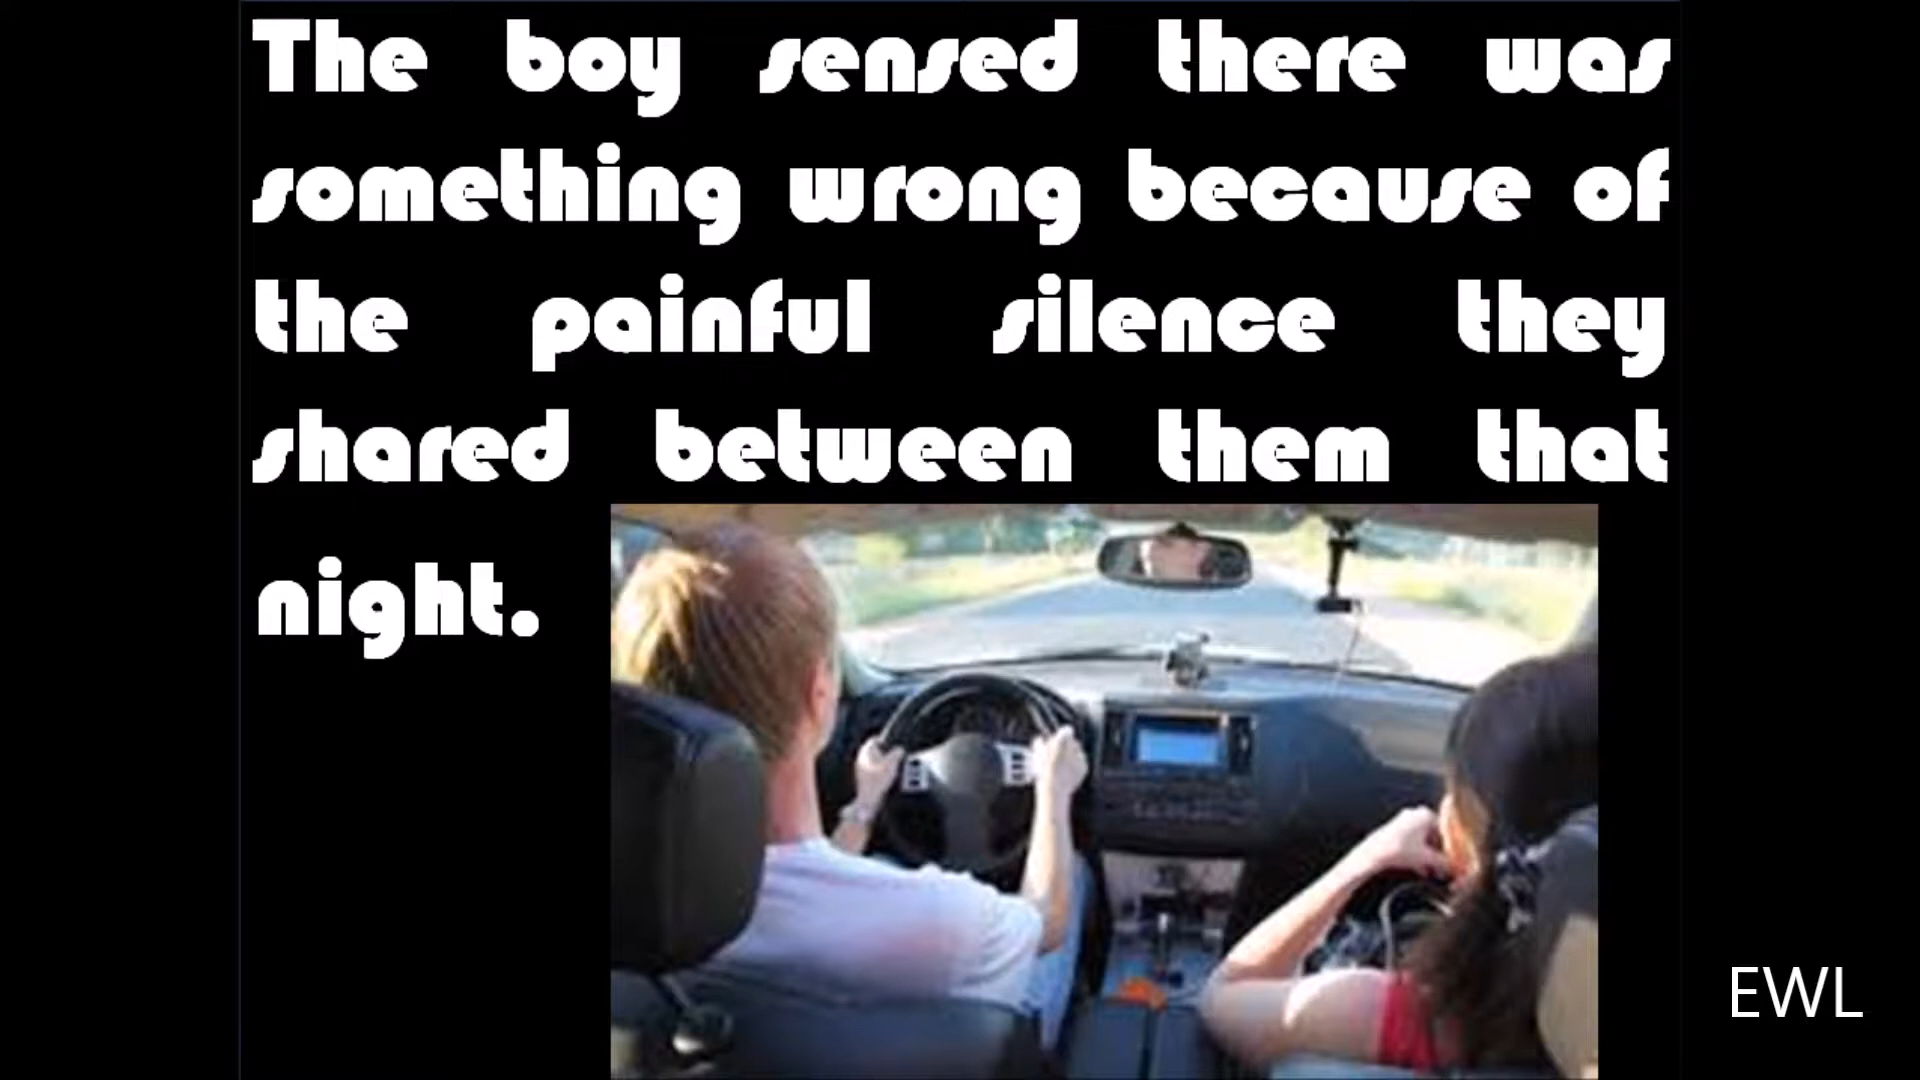 The boy sensed there was
something wrong because of
the painful silence they
shared between them that
night.
EWL